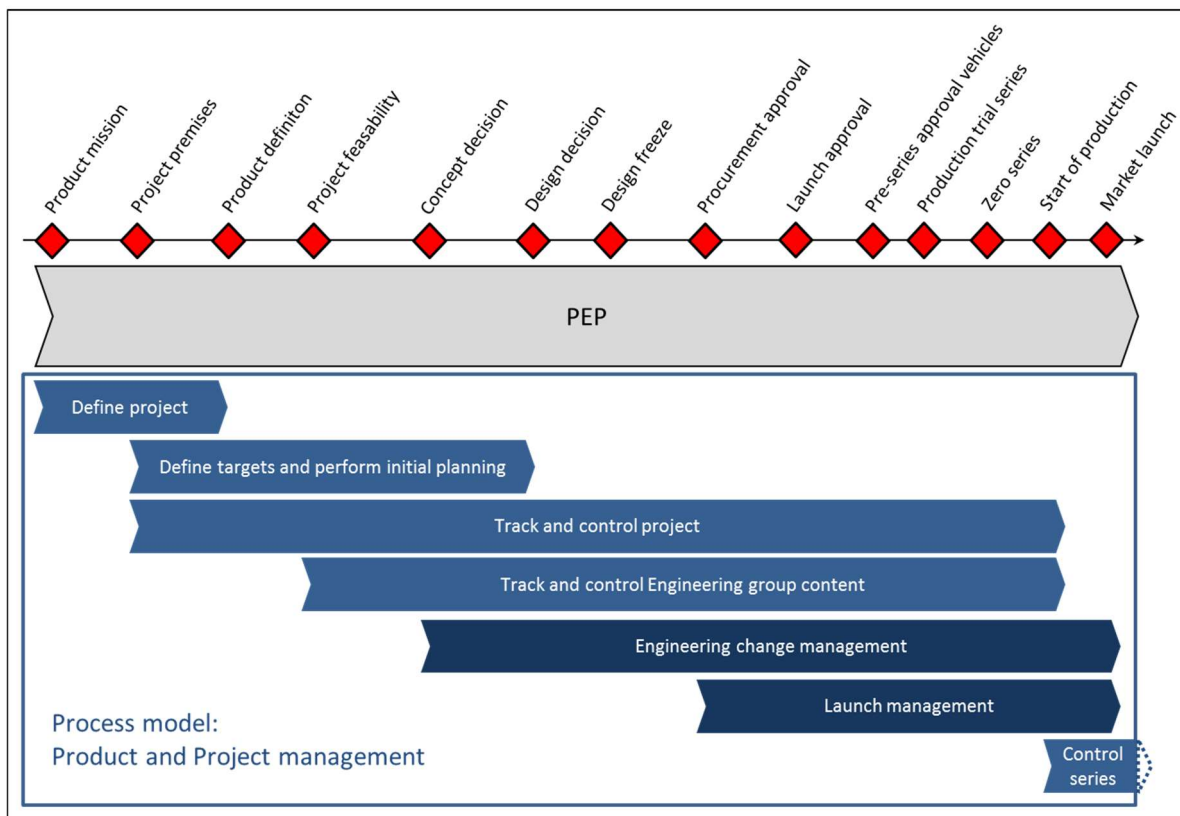 Product mission
Project premises
Product definiton
Project feasability
Concept decision
Design decision
Design freeze
Procurement approval
Launch approval
Pre-series approval vehicles
Production trial series
Zero series
Start of production
Market launch
PEP
Define project
Define targets and perform initial planning
Track and control project
Track and control Engineering group content
Engineering change management
Launch management
Process model:
Product and Project management
Control
series